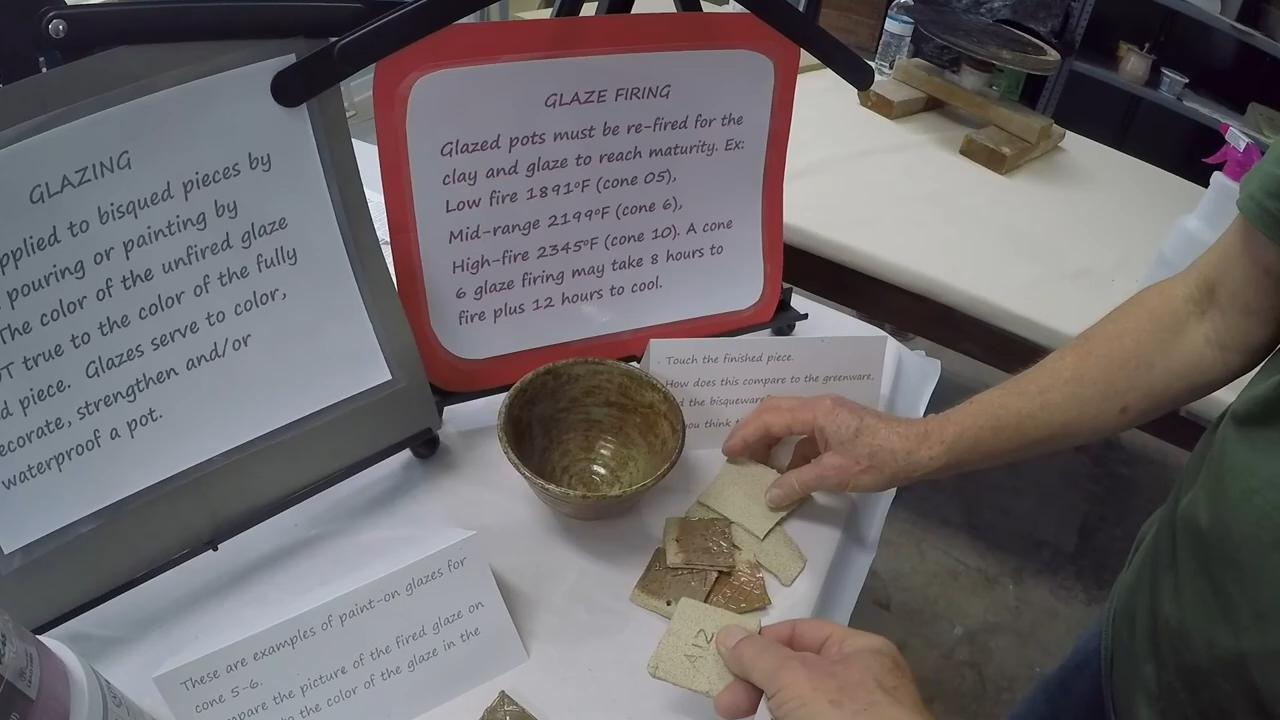 GLAZING
pplied to bisqued pieces by
pouring or painting by
The color of the unfired glaze
OT true to the color of the fully
d piece. Glazes serve to color,
ecorate, strengthen and/or
waterproof a pot.
GLAZE FIRING
Glazed pots must be re-fired for the
clay and glaze to reach maturity. Ex:
Low fire 1891°F (cone 05),
Mid-range 2199°F (cone 6),
High-fire 2345°F (cone 10). A cone
6 glaze firing may take 8 hours to
fire plus 12 hours to cool.
Touch the finished piece.
How does this compare to the greenware,
d the bisqueware?
you think
912
These are examples of paint-on glazes for
cone 5-6.
mpare the picture of the fired glaze on
to the color of the glaze in the